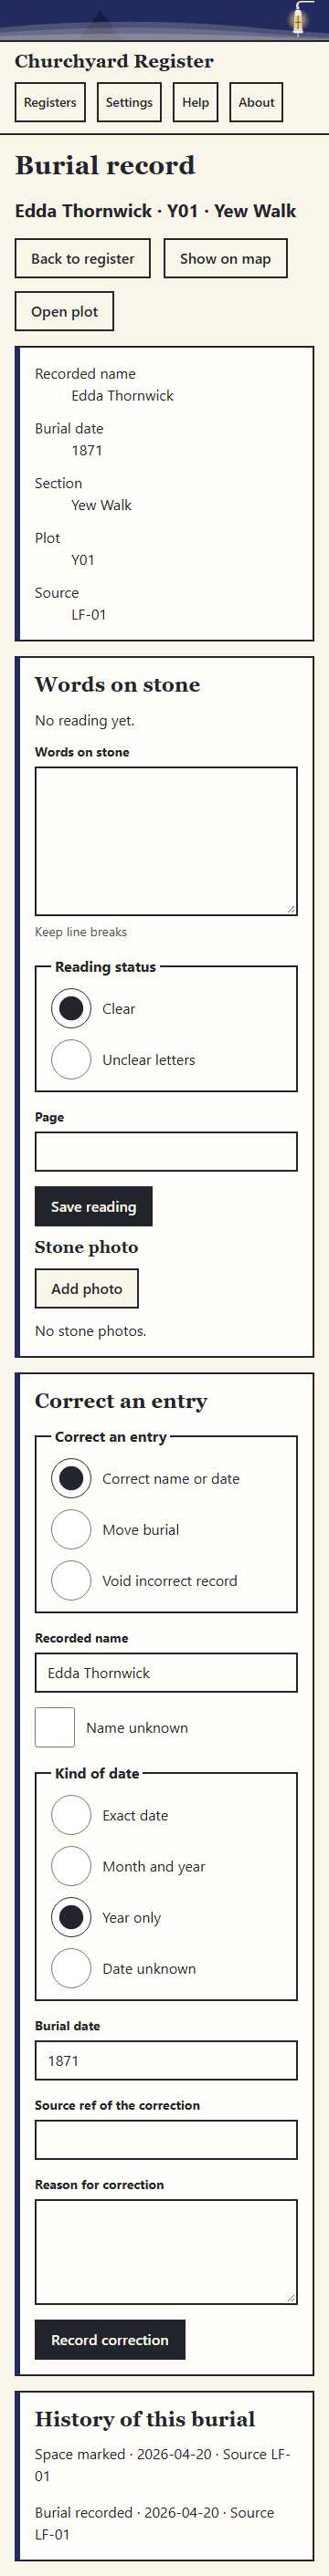 Churchyard Register
Registers
Settings
Help
About
Burial record
Edda Thornwick · Y01 · Yew Walk
Back to register
Show on map
Open plot
Recorded name
Edda Thornwick
Burial date
1871
Section
Yew Walk
Plot
Y01
Source
LF-01
Words on stone
No reading yet.
Words on stone
Keep line breaks
Reading status
Clear
Unclear letters
Page
Save reading
Stone photo
Add photo
No stone photos.
Correct an entry
Correct an entry
Correct name or date
Move burial
Void incorrect record
Recorded name
Edda Thornwick
Name unknown
Kind of date
Exact date
Month and year
Year only
Date unknown
Burial date
1871
Source ref of the correction
Reason for correction
Record correction
History of this burial
Space marked · 2026-04-20 · Source LF-
01
Burial recorded · 2026-04-20 · Source
LF-01